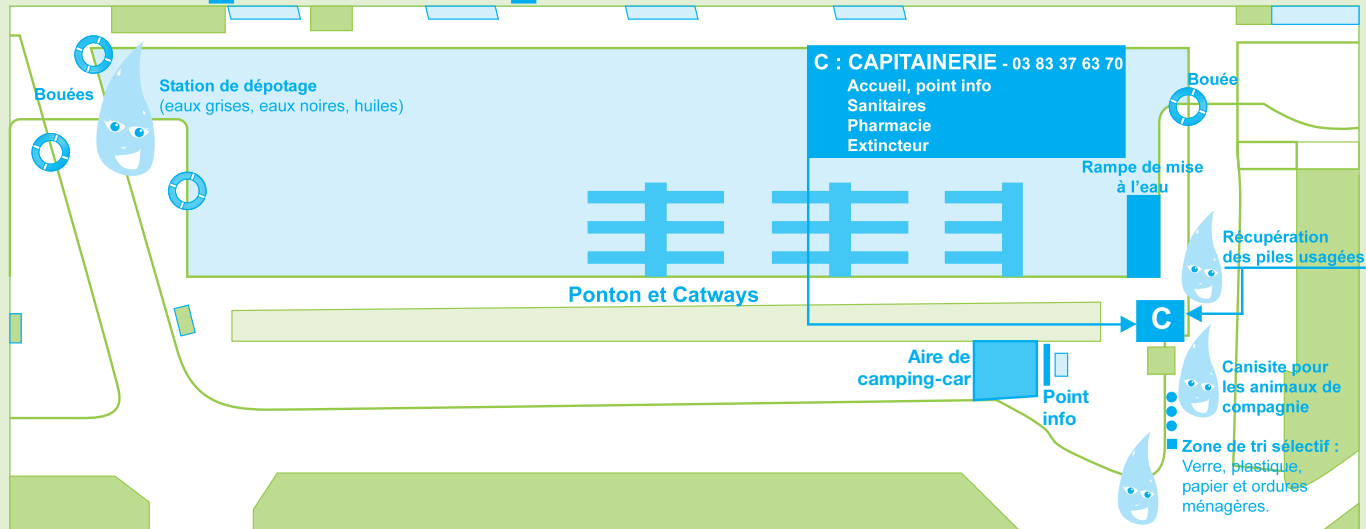 C : CAPITAINERIE - 03 83 37 63 70
Accueil, point info
Sanitaires
Pharmacie
Extincteur
Bouées
Station de dépotage
(eaux grises, eaux noires, huiles)
Bouée
Rampe de mise
à l'eau
Récupération
des piles usagées
Ponton et Catways
C
Aire de
camping-car
Point
info
Canisite pour
les animaux de
compagnie
Zone de tri sélectif :
Verre, plastique,
papier et ordures
ménagères.